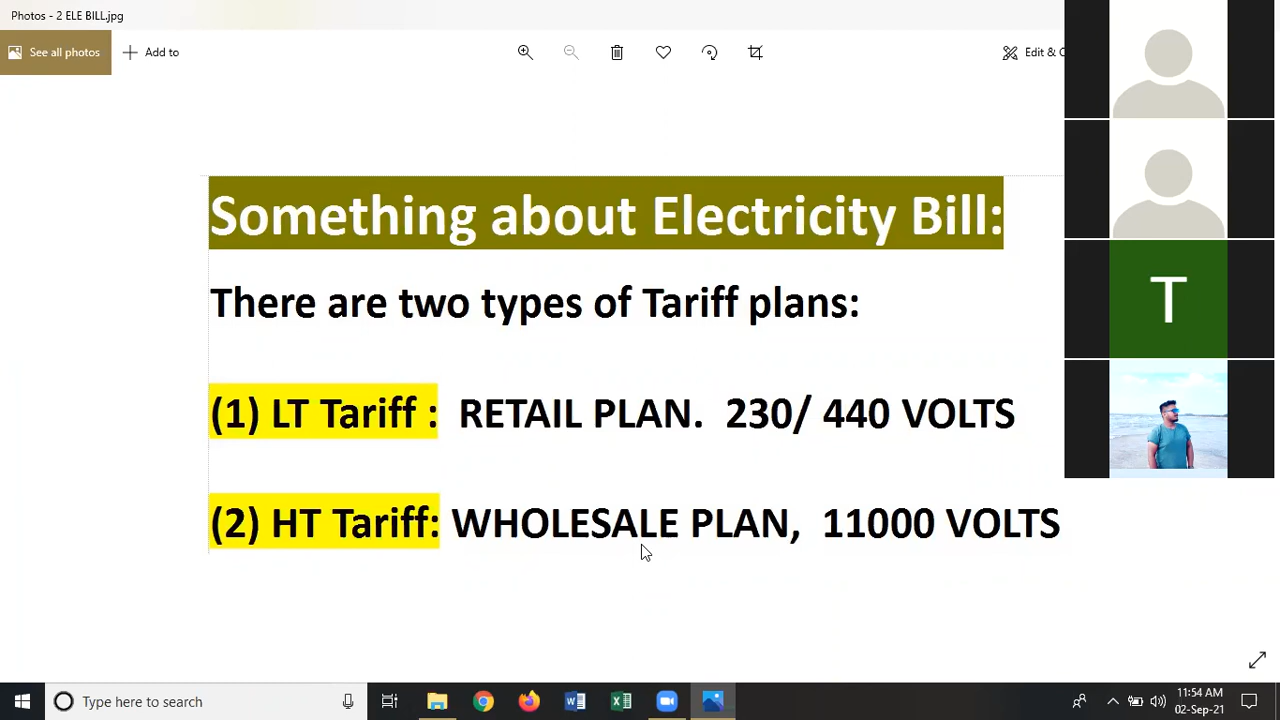 Photos - 2 ELE BILL.jpg
See all photos
Add to
Edit & C
Something about Electricity Bill:
There are two types of Tariff plans:
(1) LT Tariff : RETAIL PLAN. 230/ 440 VOLTS
(2) HT Tariff: WHOLESALE PLAN, 11000 VOLTS
T
Type here to search
11:54 AM
02-Sep-21